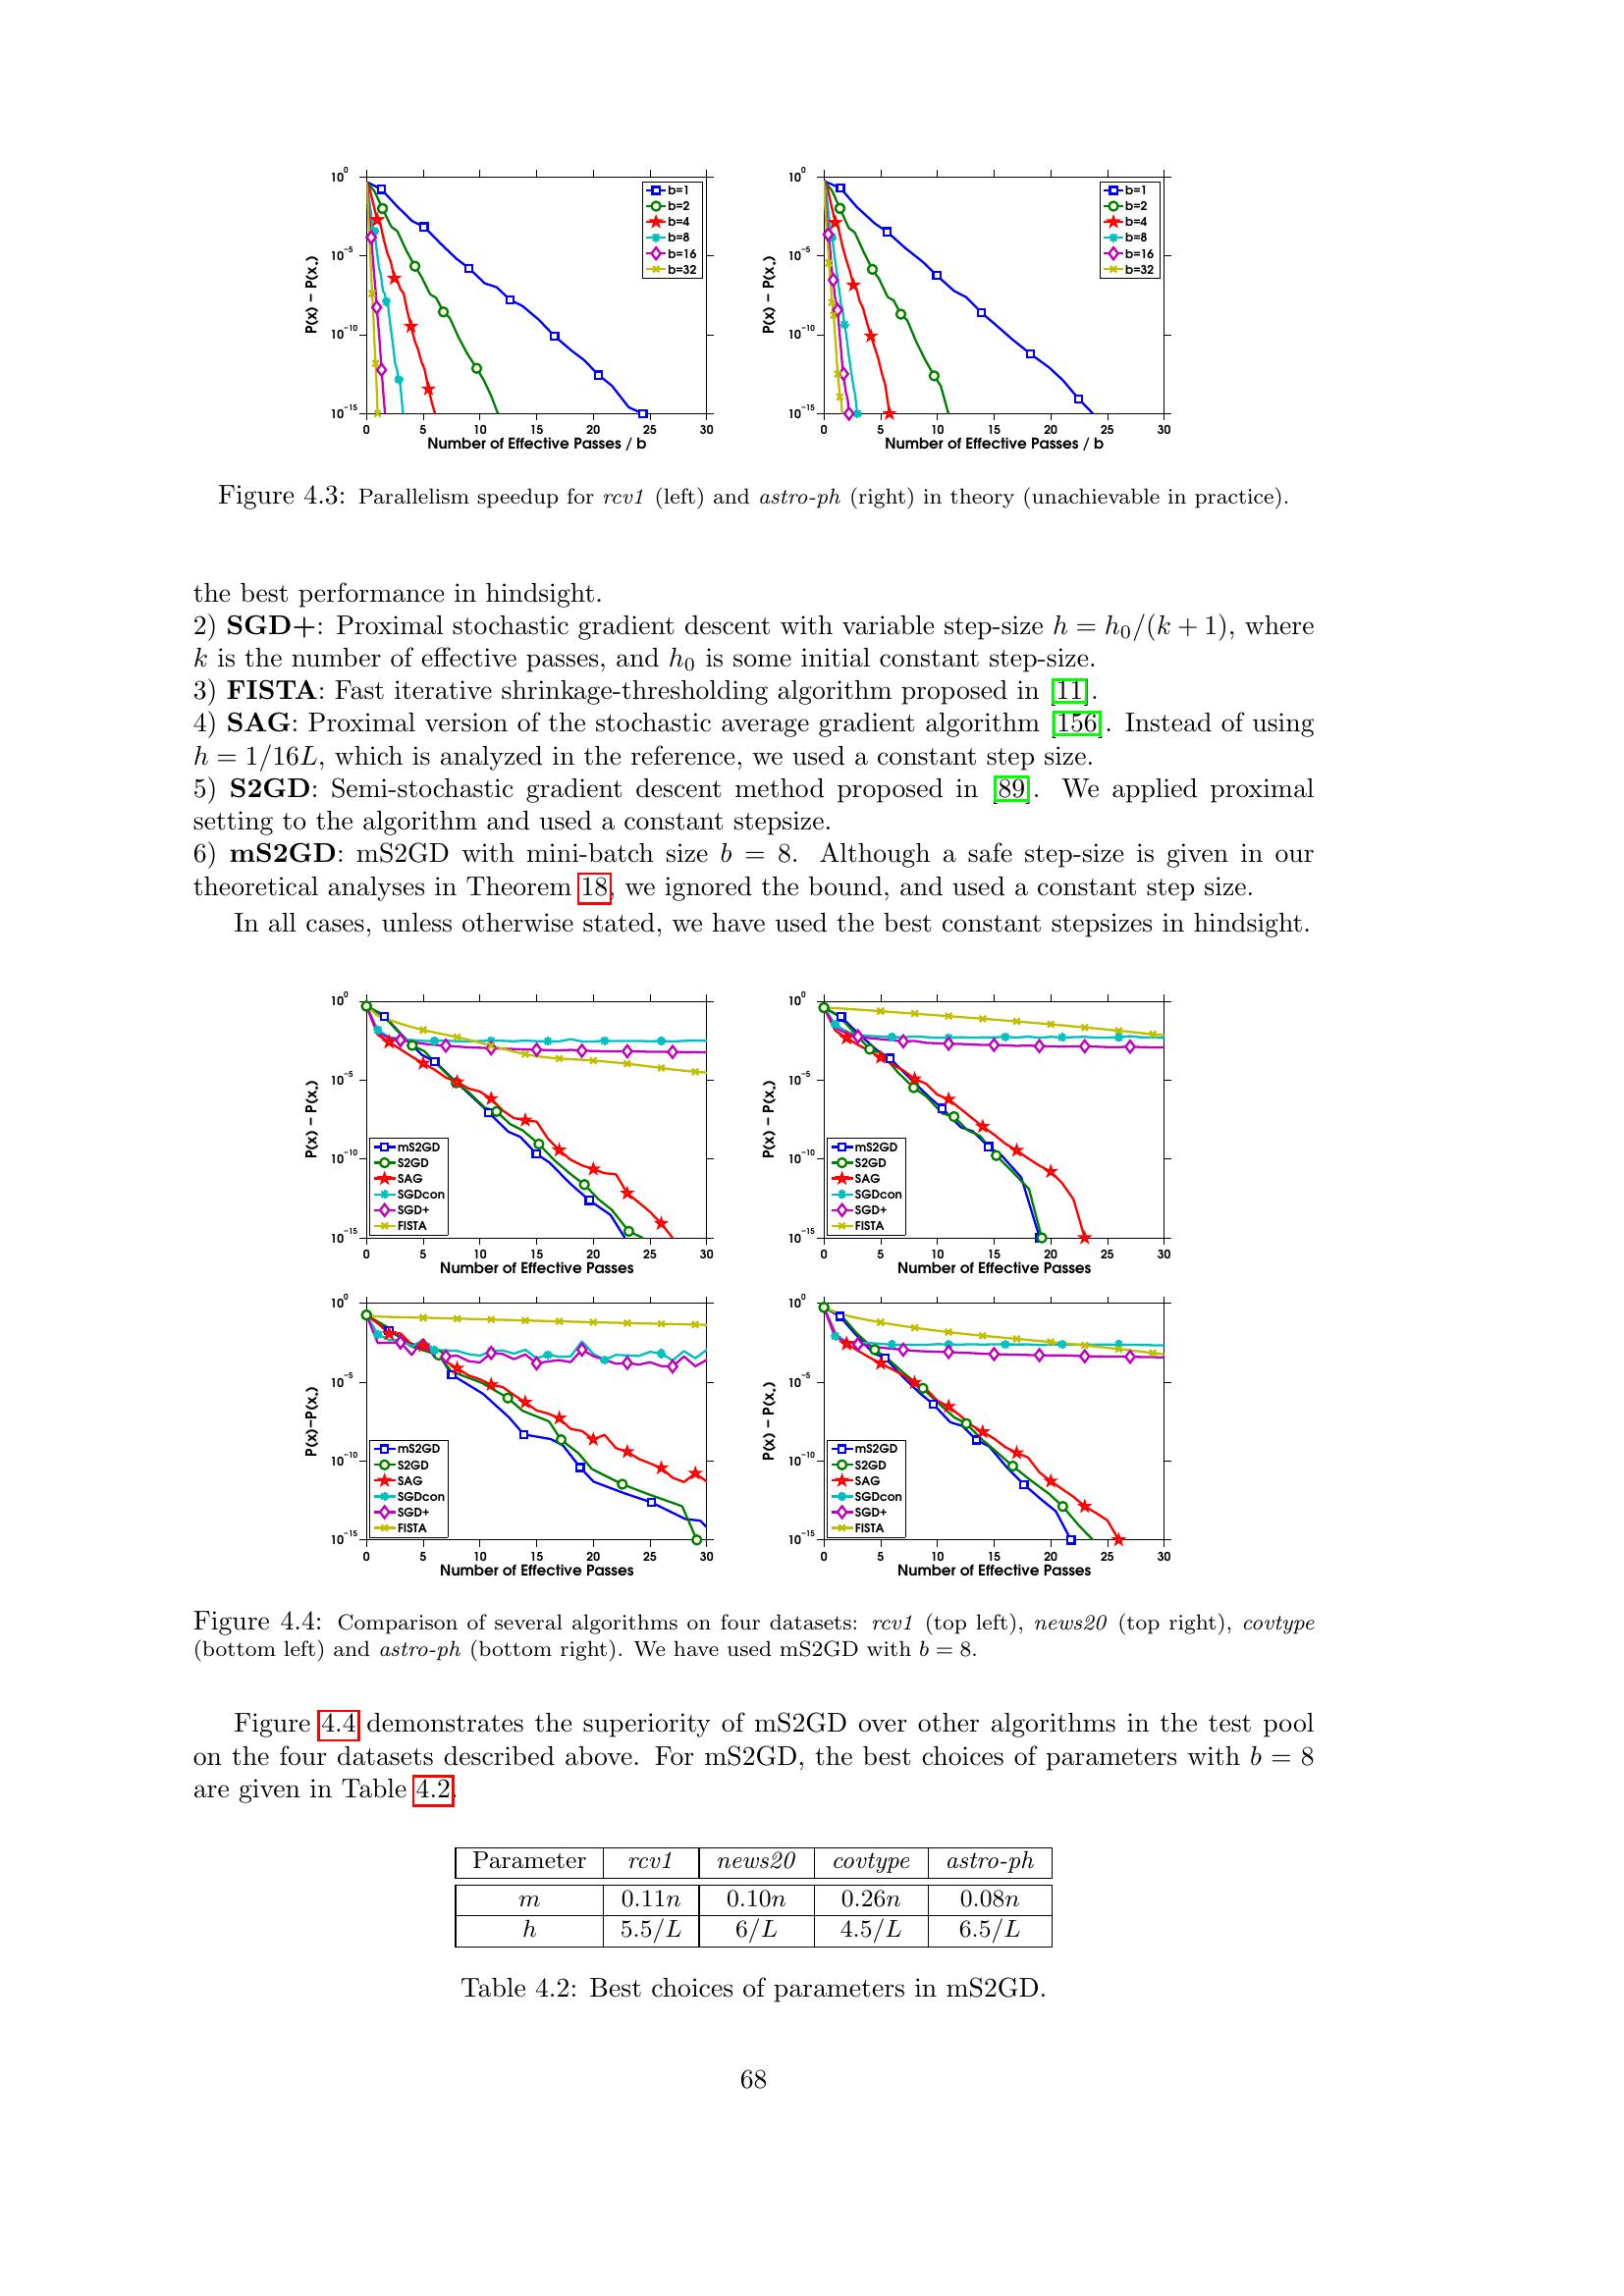 10^0
10^-5
10^-10
10^-15
P(x) − P(x*)
b=1
b=2
b=4
b=8
b=16
b=32
0 5 10 15 20 25 30
Number of Effective Passes / b
10^0
10^-5
10^-10
10^-15
P(x) − P(x*)
b=1
b=2
b=4
b=8
b=16
b=32
0 5 10 15 20 25 30
Number of Effective Passes / b
Figure 4.3: Parallelism speedup for rcv1 (left) and astro-ph (right) in theory (unachievable in practice).
the best performance in hindsight.
2) SGD+: Proximal stochastic gradient descent with variable step-size h = h₀/(k + 1), where
k is the number of effective passes, and h₀ is some initial constant step-size.
3) FISTA: Fast iterative shrinkage-thresholding algorithm proposed in [11].
4) SAG: Proximal version of the stochastic average gradient algorithm [156]. Instead of using
h = 1/16L, which is analyzed in the reference, we used a constant step size.
5) S2GD: Semi-stochastic gradient descent method proposed in [89]. We applied proximal
setting to the algorithm and used a constant stepsize.
6) mS2GD: mS2GD with mini-batch size b = 8. Although a safe step-size is given in our
theoretical analyses in Theorem 18, we ignored the bound, and used a constant step size.
In all cases, unless otherwise stated, we have used the best constant stepsizes in hindsight.
10^0
10^-5
10^-10
10^-15
P(x) − P(x*)
mS2GD
S2GD
SAG
SGDcon
SGD+
FISTA
0 5 10 15 20 25 30
Number of Effective Passes
10^0
10^-5
10^-10
10^-15
P(x) − P(x*)
mS2GD
S2GD
SAG
SGDcon
SGD+
FISTA
0 5 10 15 20 25 30
Number of Effective Passes
10^0
10^-5
10^-10
10^-15
P(x)−P(x*)
mS2GD
S2GD
SAG
SGDcon
SGD+
FISTA
0 5 10 15 20 25 30
Number of Effective Passes
10^0
10^-5
10^-10
10^-15
P(x) − P(x*)
mS2GD
S2GD
SAG
SGDcon
SGD+
FISTA
0 5 10 15 20 25 30
Number of Effective Passes
Figure 4.4: Comparison of several algorithms on four datasets: rcv1 (top left), news20 (top right), covtype
(bottom left) and astro-ph (bottom right). We have used mS2GD with b = 8.
Figure 4.4 demonstrates the superiority of mS2GD over other algorithms in the test pool
on the four datasets described above. For mS2GD, the best choices of parameters with b = 8
are given in Table 4.2.
Parameter rcv1 news20 covtype astro-ph
m 0.11n 0.10n 0.26n 0.08n
h 5.5/L 6/L 4.5/L 6.5/L
Table 4.2: Best choices of parameters in mS2GD.
68